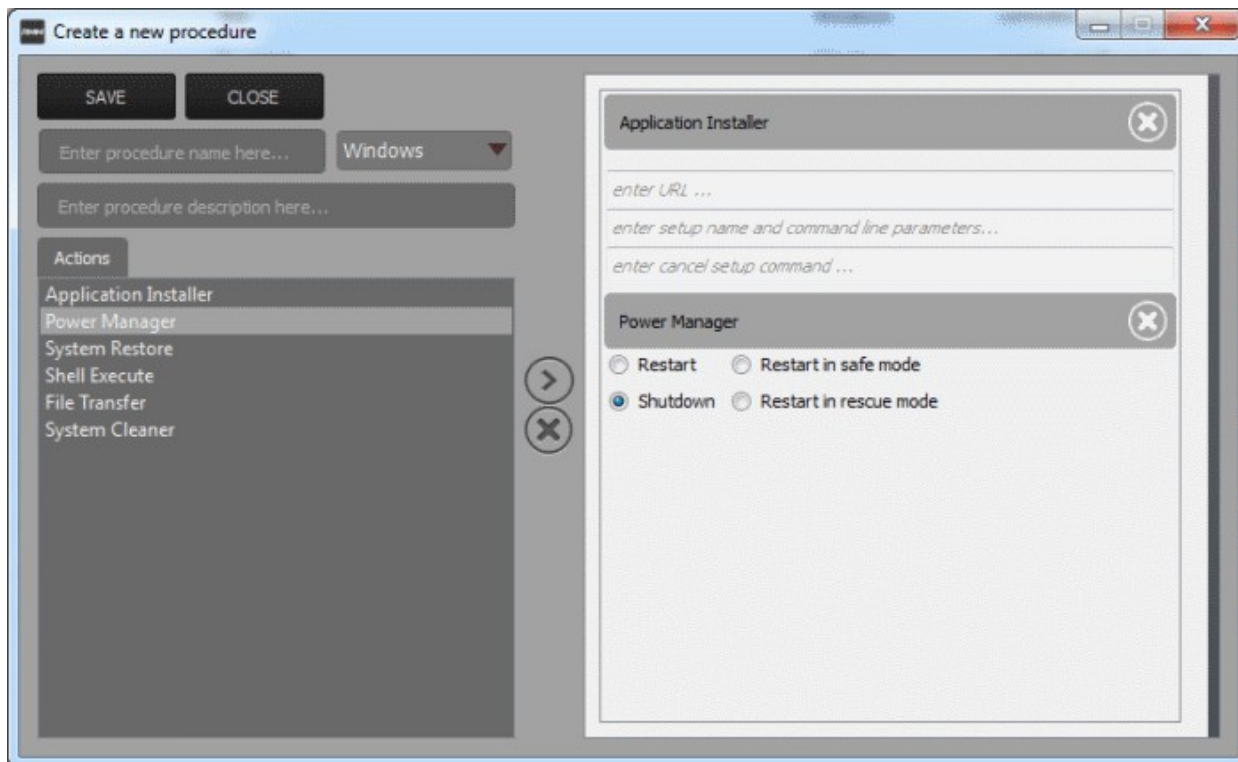 Create a new procedure
SAVE CLOSE
Enter procedure name here... Windows
Enter procedure description here...
Actions
Application Installer
Power Manager
System Restore
Shell Execute
File Transfer
System Cleaner
Application Installer
enter URL ...
enter setup name and command line parameters...
enter cancel setup command ...
Power Manager
Restart Restart in safe mode
Shutdown Restart in rescue mode